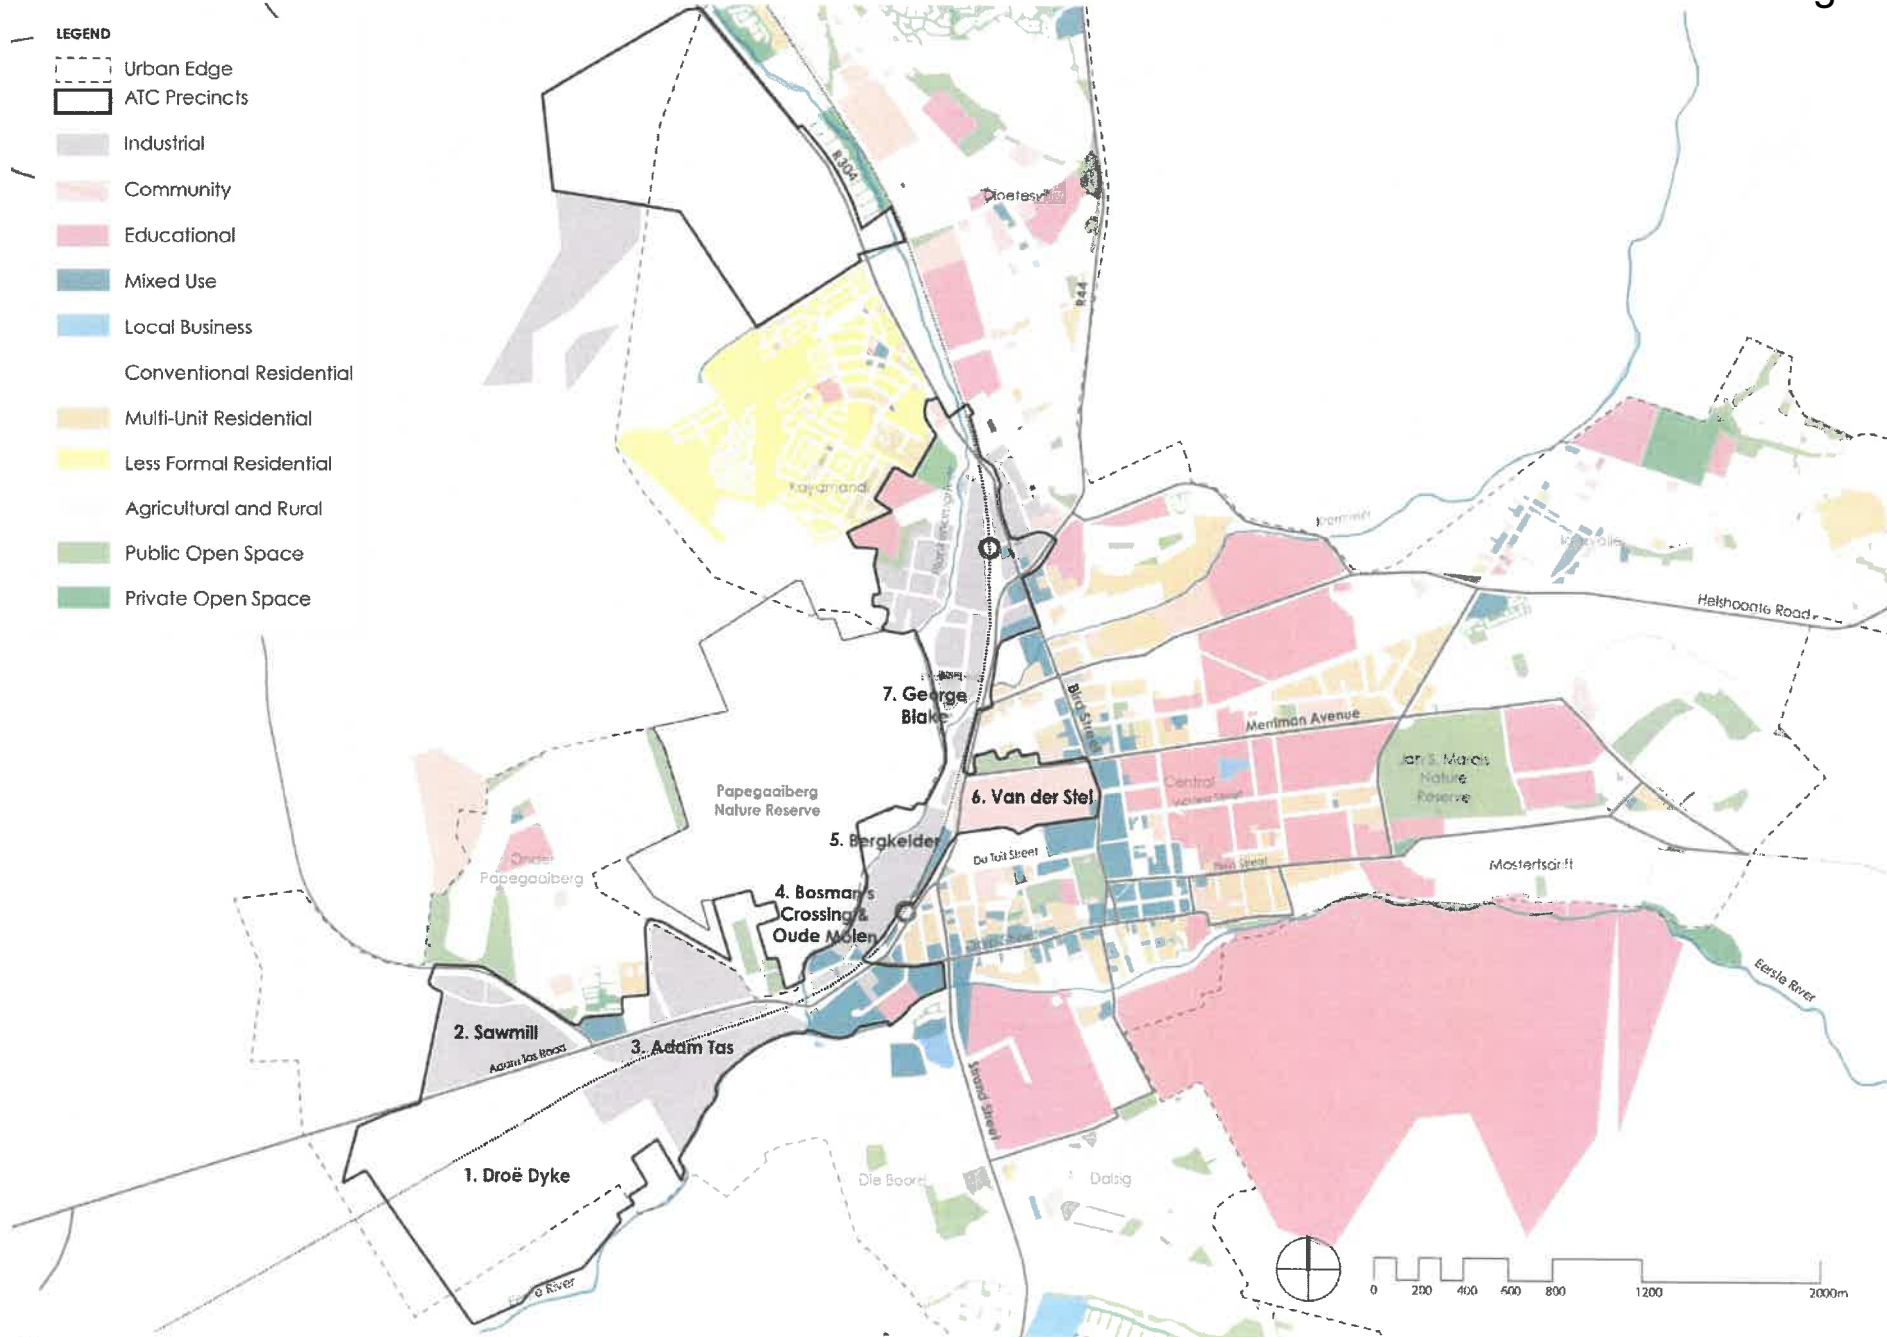 LEGEND
Urban Edge
ATC Precincts
Industrial
Community
Educational
Mixed Use
Local Business
Conventional Residential
Multi-Unit Residential
Less Formal Residential
Agricultural and Rural
Public Open Space
Private Open Space
R304
R44
Kayamandi
Helshoogte Road
7. George
Blake
Bird Street
Merriman Avenue
Jan S. Marais
Nature
Reserve
Papegaaiberg
Nature Reserve
Central
6. Van der Stel
5. Bergkelder
Du Toit Street
Mostertsdrift
Onder
Papegaaiberg
4. Bosman's
Crossing &
Oude Molen
Eerste River
2. Sawmill
Adam Tas Road
3. Adam Tas
Strand Street
1. Droë Dyke
Die Boord
Dalsig
River
0 200 400 600 800 1200 2000m